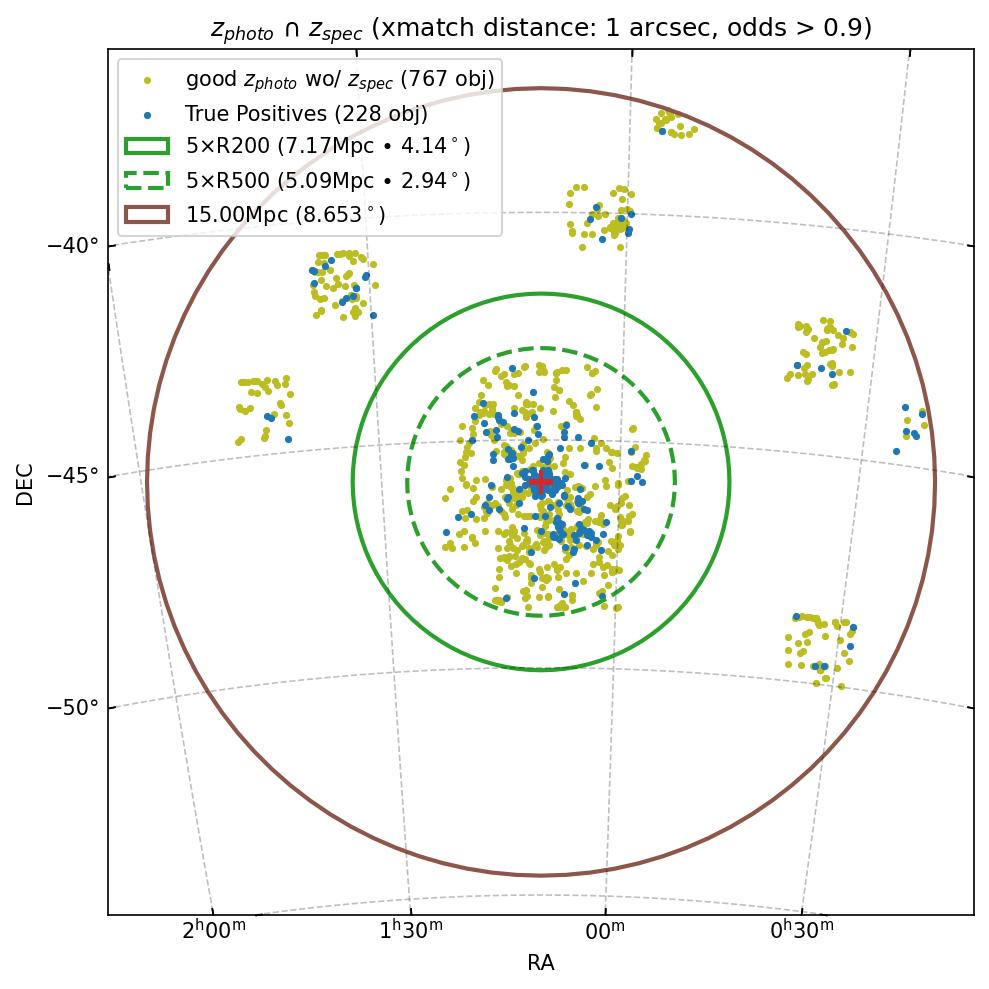 z_photo ∩ z_spec (xmatch distance: 1 arcsec, odds > 0.9)
good z_photo wo/ z_spec (767 obj)
True Positives (228 obj)
5×R200 (7.17Mpc • 4.14°)
5×R500 (5.09Mpc • 2.94°)
15.00Mpc (8.653°)
−40°
−45°
−50°
DEC
2h00m 1h30m 00m 0h30m
RA